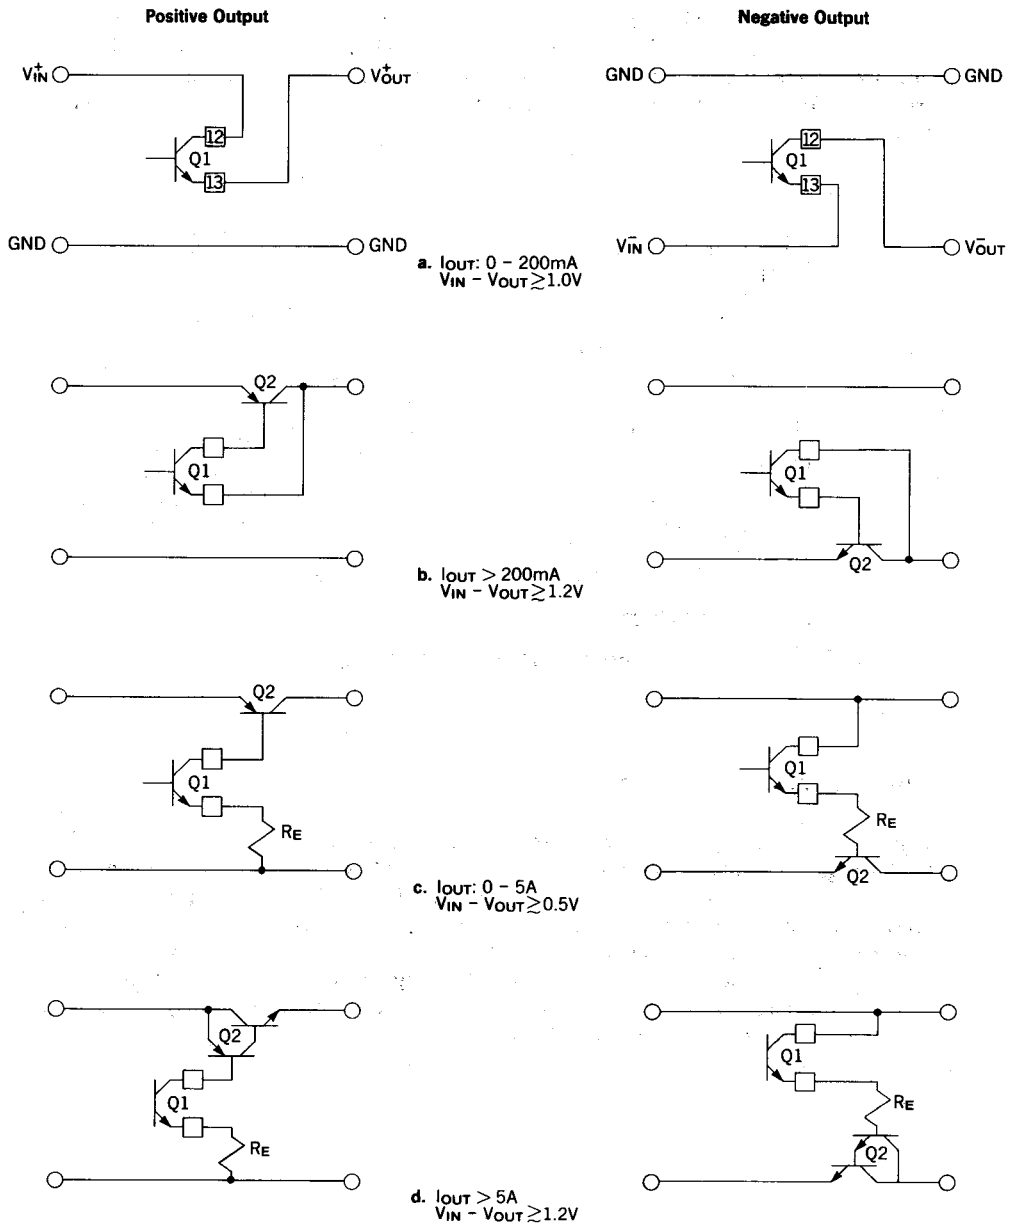 Positive Output
Negative Output
V+IN
V+OUT
GND
GND
12
Q1
13
12
Q1
13
GND
GND
V-IN
V-OUT
a. IOUT: 0 – 200mA
VIN – VOUT ≳ 1.0V
Q2
Q1
Q1
Q2
b. IOUT > 200mA
VIN – VOUT ≳ 1.2V
Q2
Q1
RE
Q1
RE
Q2
c. IOUT: 0 – 5A
VIN – VOUT ≳ 0.5V
Q2
Q1
RE
Q1
RE
Q2
d. IOUT > 5A
VIN – VOUT ≳ 1.2V